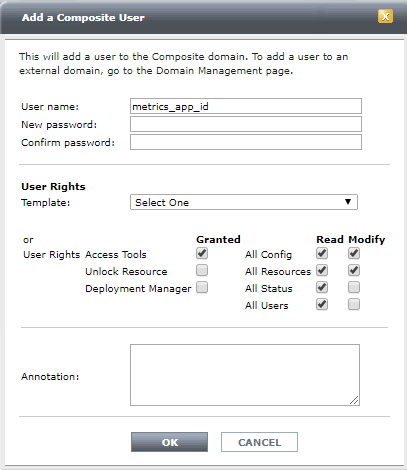 Add a Composite User
This will add a user to the Composite domain. To add a user to an
external domain, go to the Domain Management page.
User name: metrics_app_id
New password:
Confirm password:
User Rights
Template: Select One
or Granted Read Modify
User Rights Access Tools All Config
Unlock Resource All Resources
Deployment Manager All Status
All Users
Annotation:
OK CANCEL